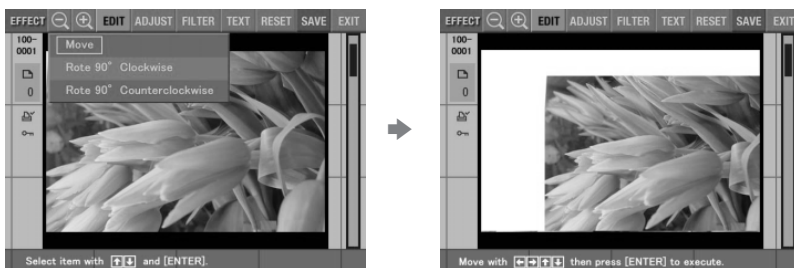 EFFECT EDIT ADJUST FILTER TEXT RESET SAVE EXIT
100-
0001
Move
Rote 90° Clockwise
Rote 90° Counterclockwise
0
Select item with ↑↓ and [ENTER].
EFFECT EDIT ADJUST FILTER TEXT RESET SAVE EXIT
100-
0001
0
Move with ←→↑↓ then press [ENTER] to execute.